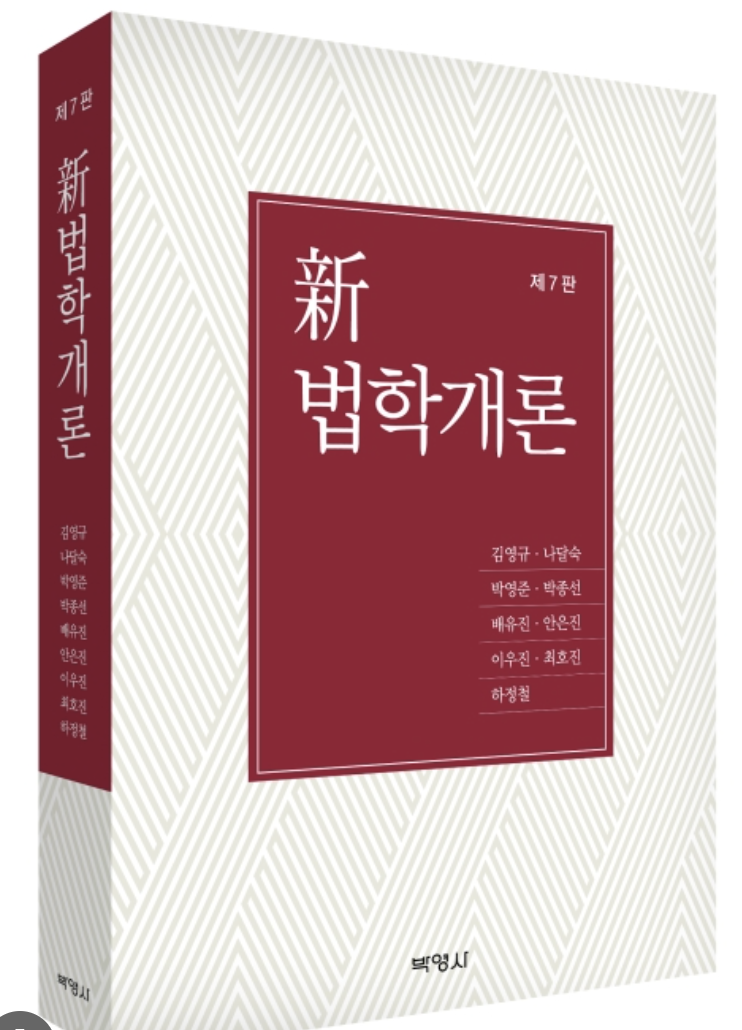 제7판
新법학개론
김영규
나달숙
박영준
박종선
배유진
안은진
이우진
최호진
하정철
박영사
新
제7판
법학개론
김영규 · 나달숙
박영준 · 박종선
배유진 · 안은진
이우진 · 최호진
하정철
박영사